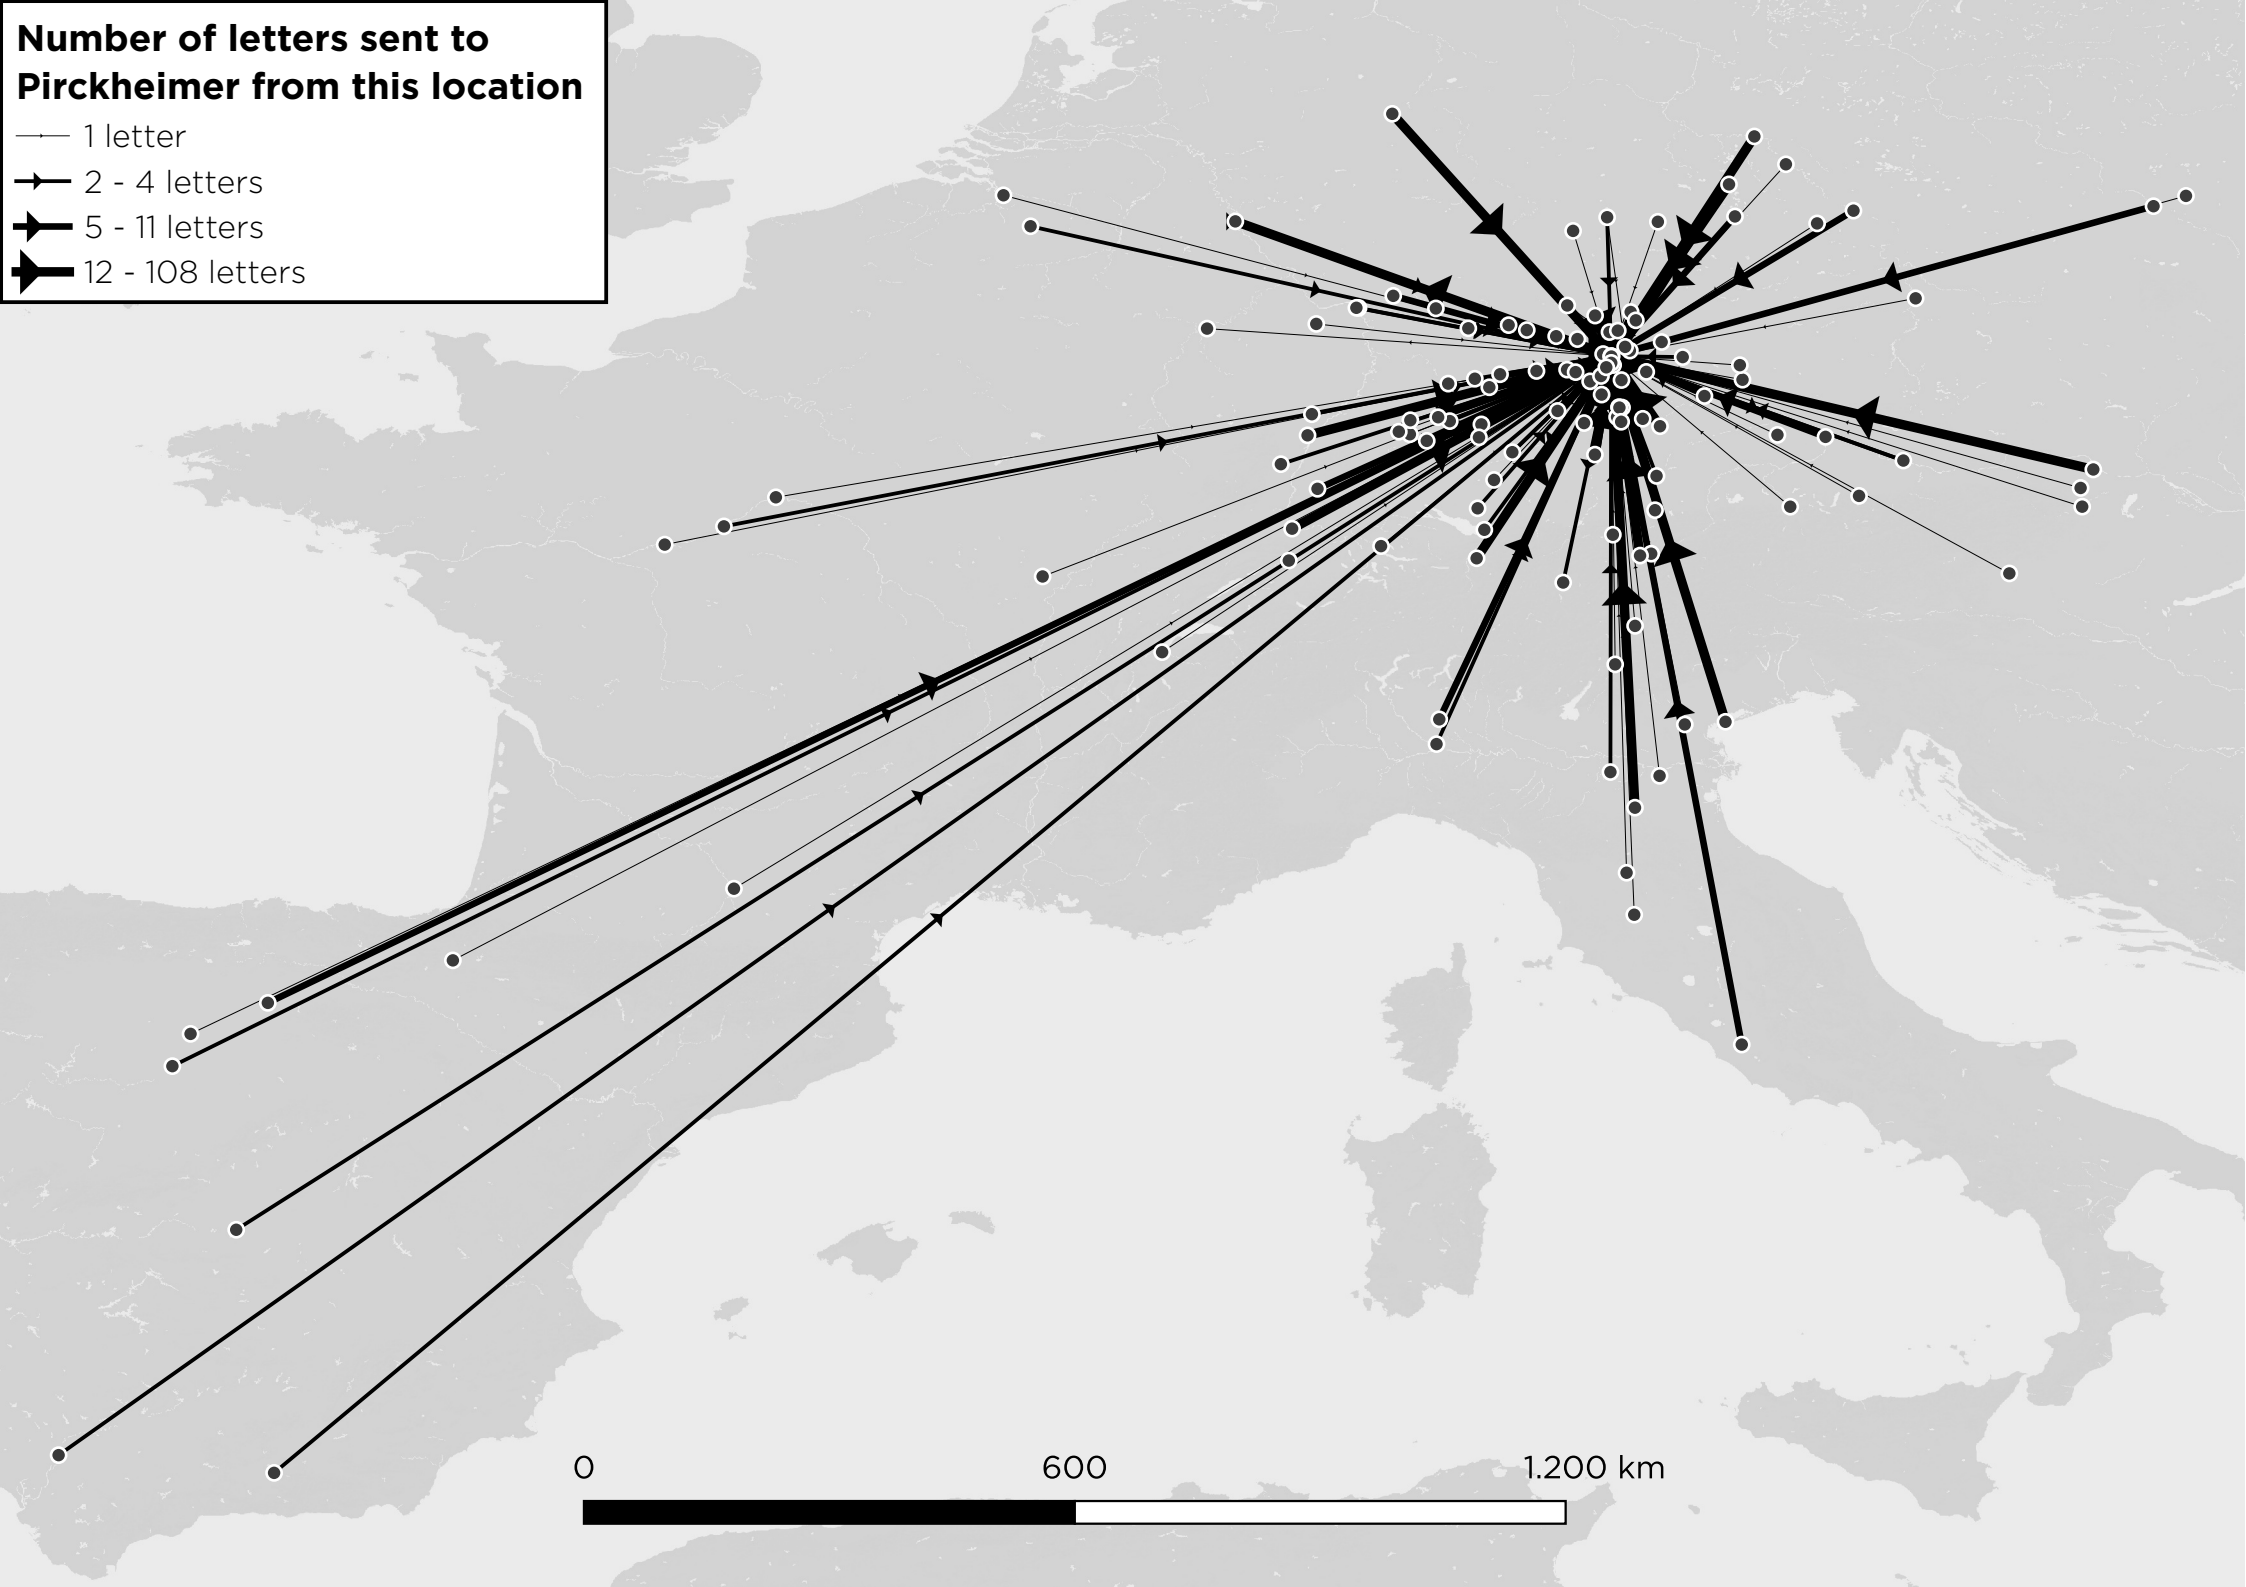 Number of letters sent to
Pirckheimer from this location
1 letter
2 - 4 letters
5 - 11 letters
12 - 108 letters
0 600 1.200 km